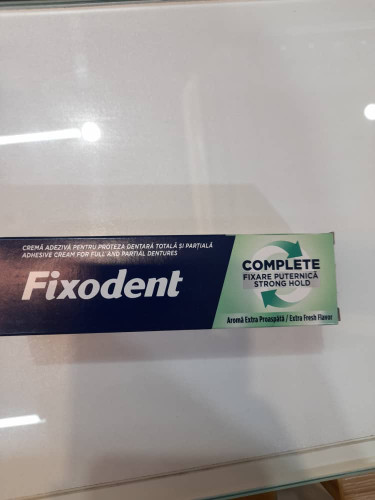 CREMĂ ADEZIVĂ PENTRU PROTEZA DENTARĂ TOTALĂ ȘI PARȚIALĂ
ADHESIVE CREAM FOR FULL AND PARTIAL DENTURES
Fixodent
COMPLETE
FIXARE PUTERNICĂ
STRONG HOLD
Aromă Extra Proaspătă / Extra Fresh Flavor